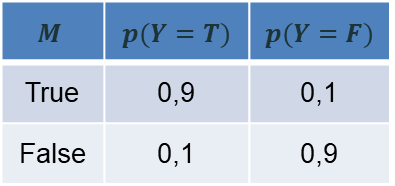 M p(Y = T) p(Y = F)
True 0,9 0,1
False 0,1 0,9